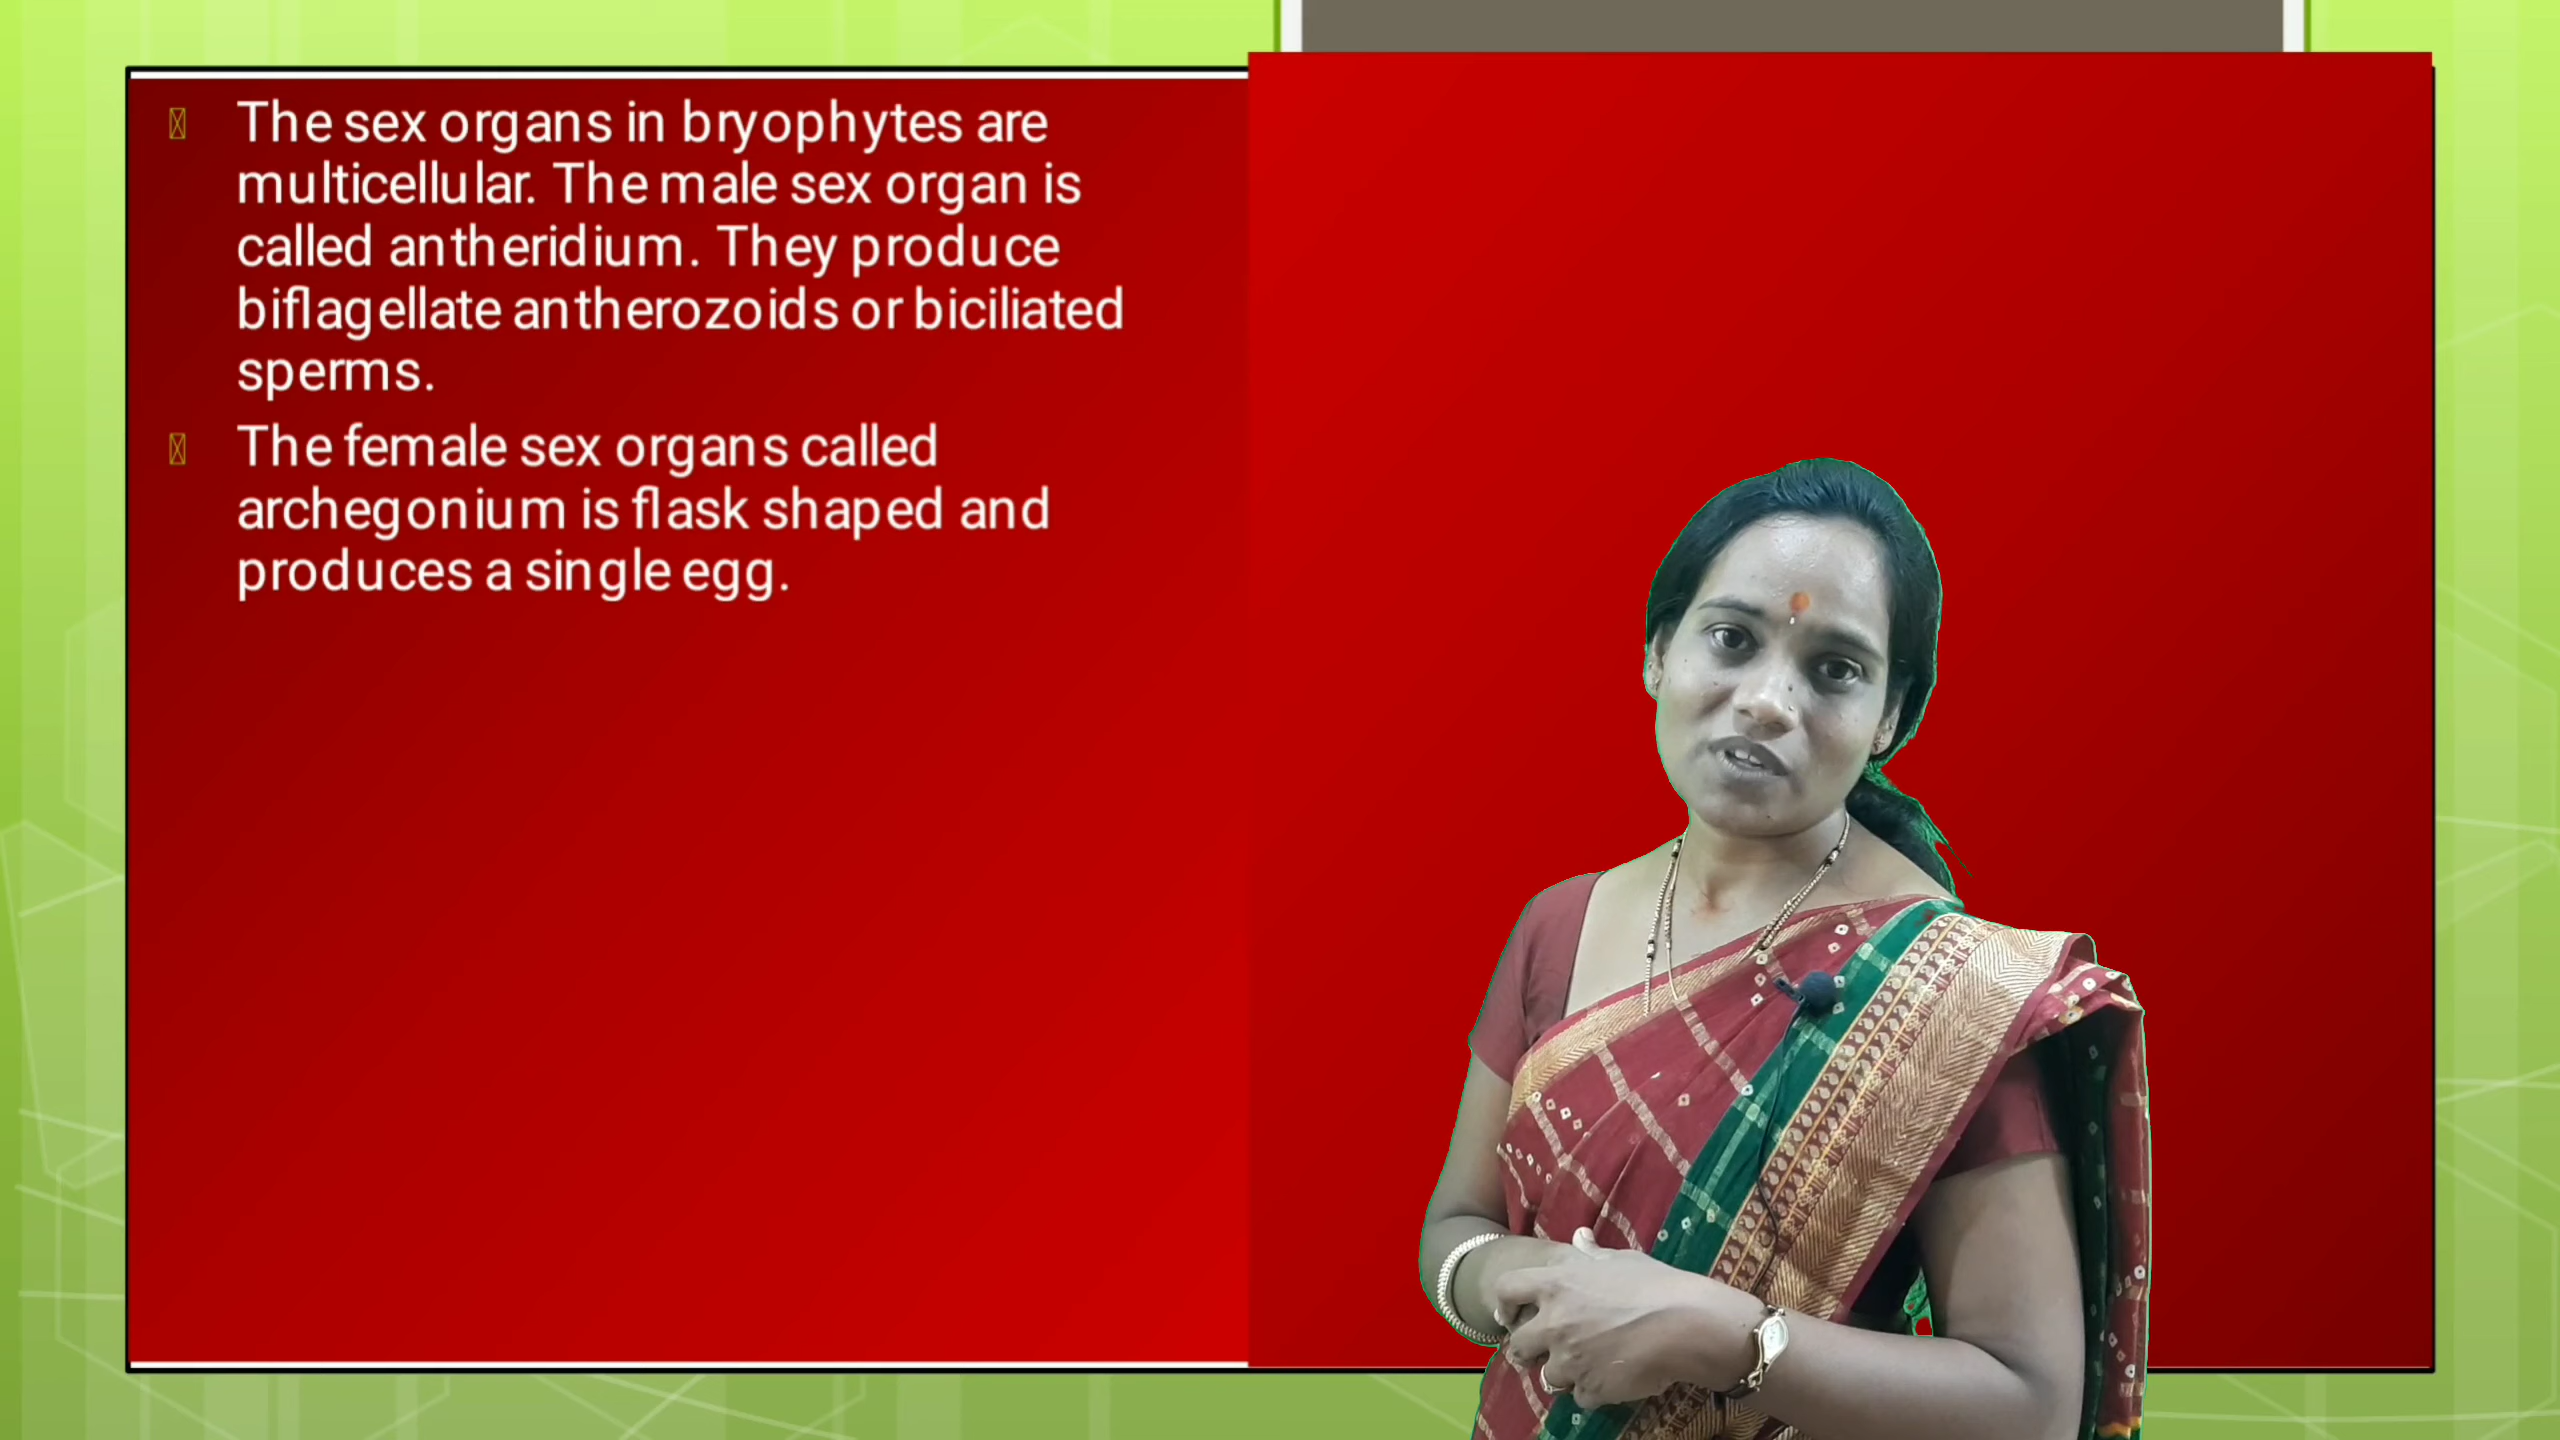 The sex organs in bryophytes are
multicellular. The male sex organ is
called antheridium. They produce
biflagellate antherozoids or biciliated
sperms.
The female sex organs called
archegonium is flask shaped and
produces a single egg.